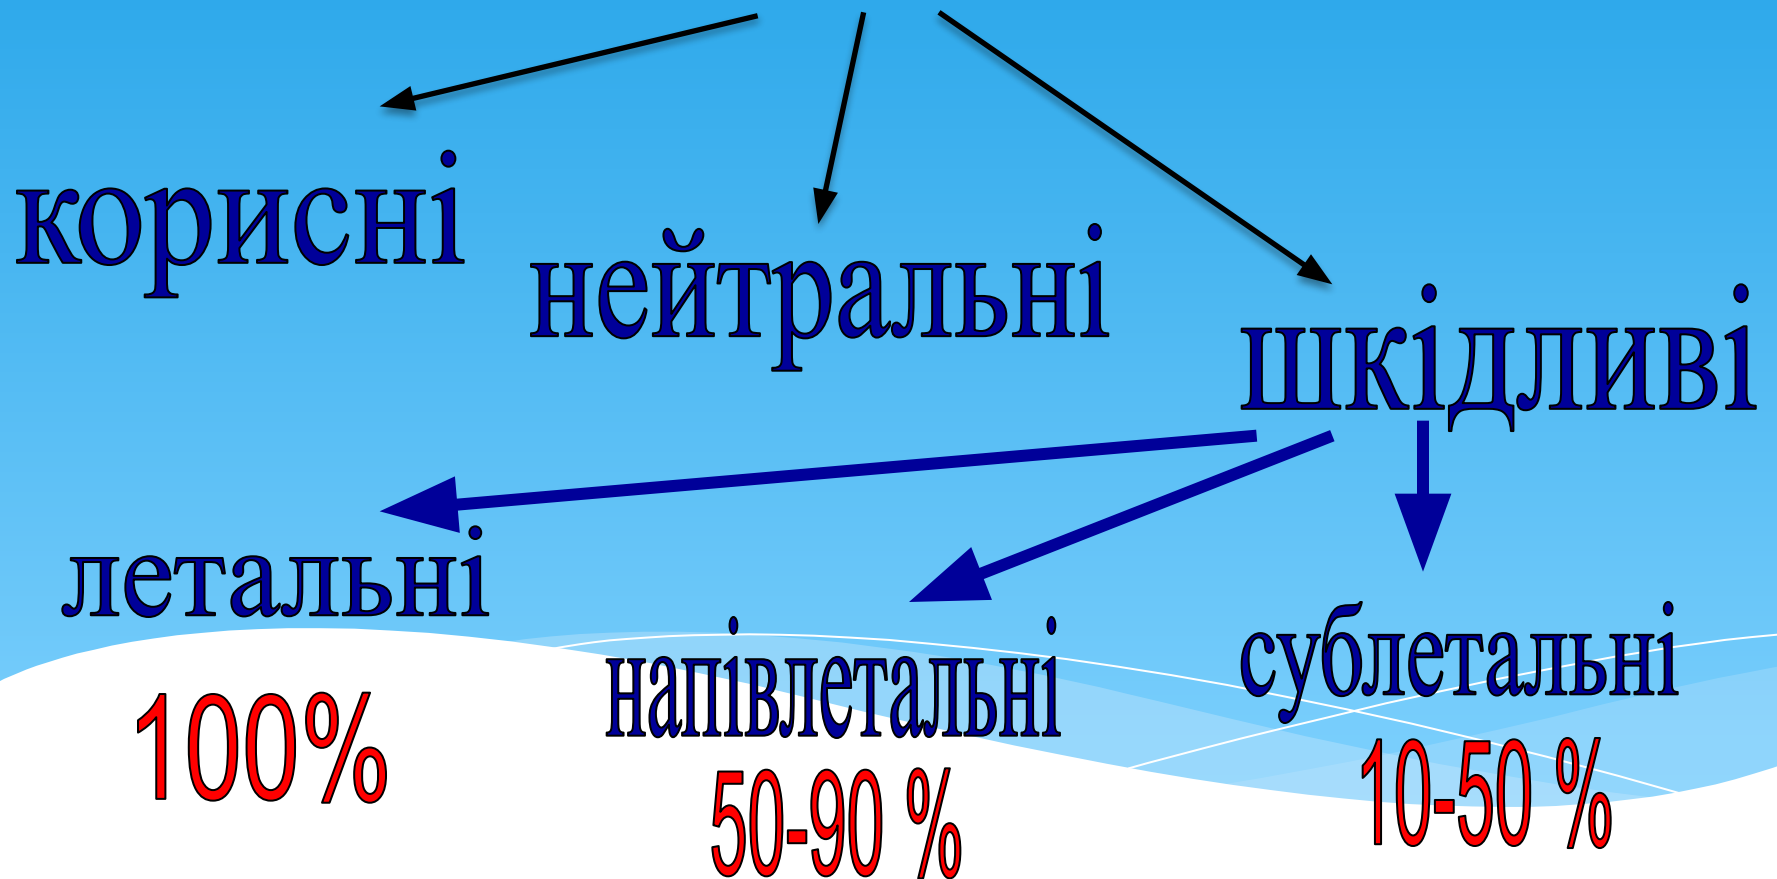 корисні
нейтральні
шкідливі
летальні
напівлетальні
сублетальні
100%
50-90 %
10-50 %